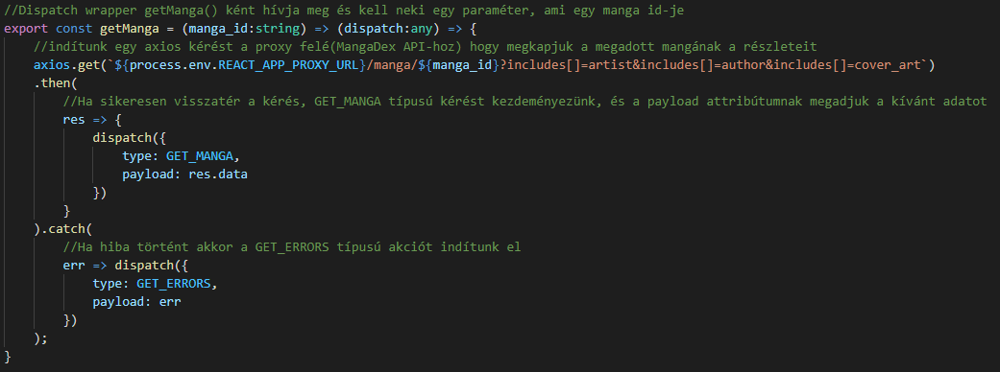 //Dispatch wrapper getManga() ként hívja meg és kell neki egy paraméter, ami egy manga id-je
export const getManga = (manga_id:string) => (dispatch:any) => {
    //indítunk egy axios kérést a proxy felé(MangaDex API-hoz) hogy megkapjuk a megadott mangának a részleteit
    axios.get(`${process.env.REACT_APP_PROXY_URL}/manga/${manga_id}?includes[]=artist&includes[]=author&includes[]=cover_art`)
    .then(
        //Ha sikeresen visszatér a kérés, GET_MANGA típusú kérést kezdeményezünk, és a payload attribútumnak megadjuk a kívánt adatot
        res => {
            dispatch({
                type: GET_MANGA,
                payload: res.data
            })
        }
    ).catch(
        //Ha hiba történt akkor a GET_ERRORS típusú akciót indítunk el
        err => dispatch({
            type: GET_ERRORS,
            payload: err
        })
    );
}